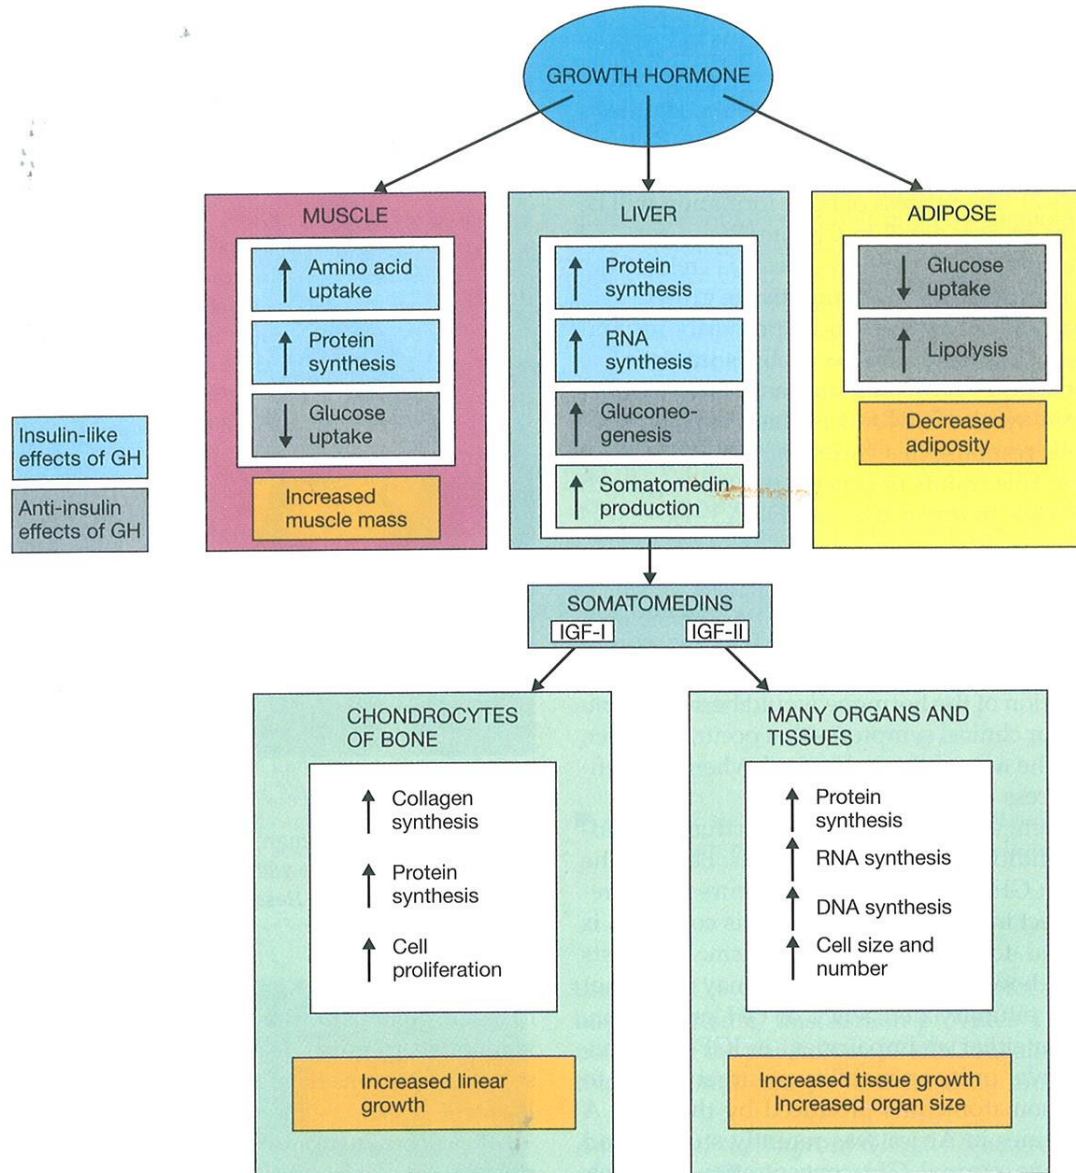 GROWTH HORMONE
MUSCLE
Amino acid
uptake
Protein
synthesis
Glucose
uptake
Increased
muscle mass
LIVER
Protein
synthesis
RNA
synthesis
Gluconeo-
genesis
Somatomedin
production
ADIPOSE
Glucose
uptake
Lipolysis
Decreased
adiposity
Insulin-like
effects of GH
Anti-insulin
effects of GH
SOMATOMEDINS
IGF-I
IGF-II
CHONDROCYTES
OF BONE
Collagen
synthesis
Protein
synthesis
Cell
proliferation
Increased linear
growth
MANY ORGANS AND
TISSUES
Protein
synthesis
RNA synthesis
DNA synthesis
Cell size and
number
Increased tissue growth
Increased organ size